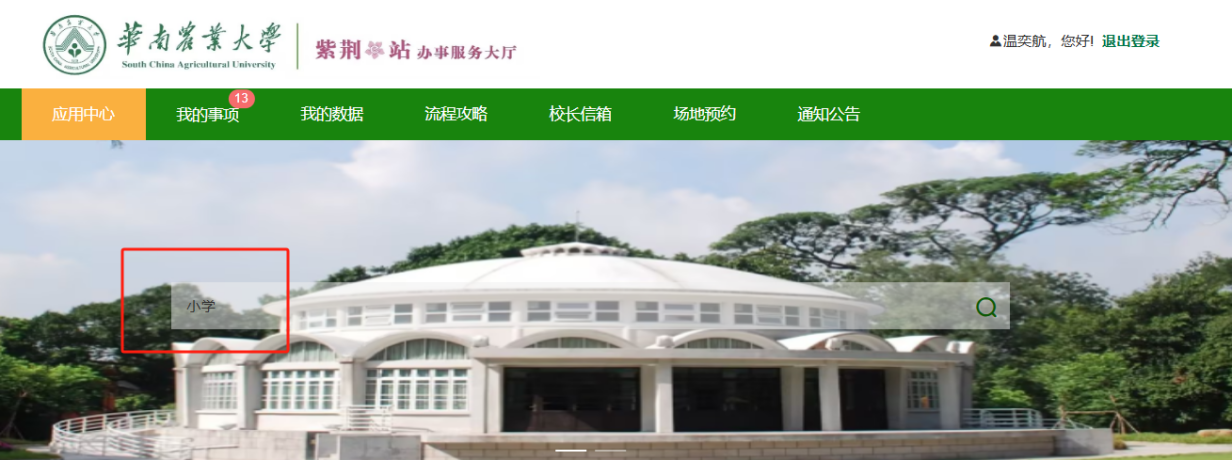 華南農業大學
South China Agricultural University
紫荆 站 办事服务大厅
温奕航，您好! 退出登录
应用中心 我的事项 13 我的数据 流程攻略 校长信箱 场地预约 通知公告
小学